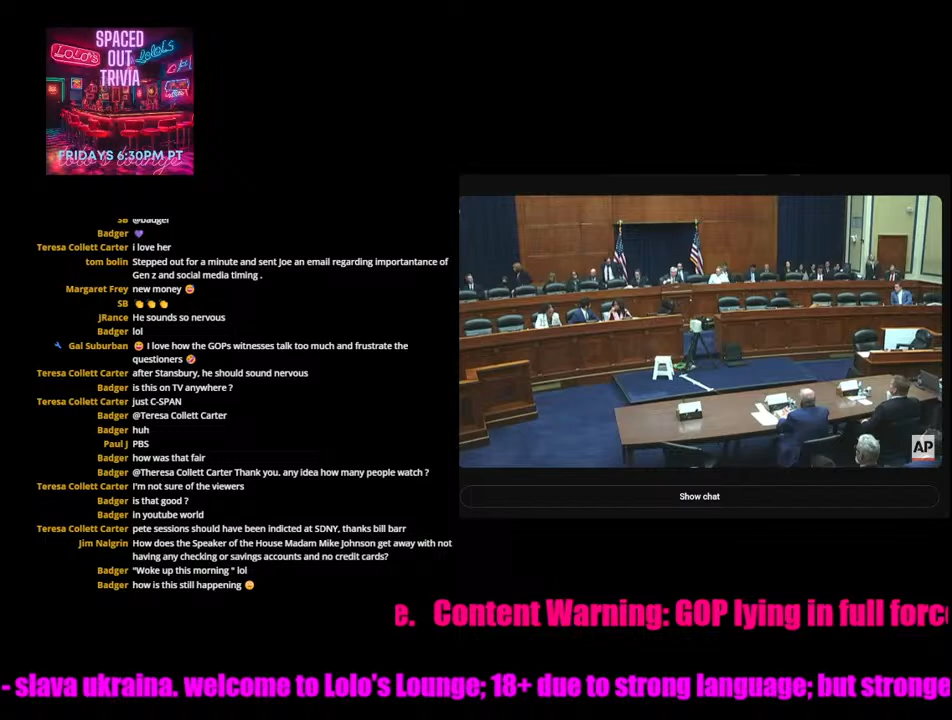 SPACED
OUT
TRIVIA
LOLO'S
LOLO'S
FRIDAYS 6:30PM PT
lolo's lounge
SB @badger
Badger 💜
Teresa Collett Carter i love her
tom bolin Stepped out for a minute and sent Joe an email regarding importantance of
Gen z and social media timing .
Margaret Frey new money 🤑
SB 👏👏👏
JRance He sounds so nervous
Badger lol
Gal Suburban 😆 I love how the GOPs witnesses talk too much and frustrate the
questioners 🤣
Teresa Collett Carter after Stansbury, he should sound nervous
Badger is this on TV anywhere ?
Teresa Collett Carter just C-SPAN
Badger @Teresa Collett Carter
Badger huh
Paul J PBS
Badger how was that fair
Badger @Theresa Collett Carter Thank you. any idea how many people watch ?
Teresa Collett Carter I'm not sure of the viewers
Badger is that good ?
Badger in youtube world
Teresa Collett Carter pete sessions should have been indicted at SDNY, thanks bill barr
Jim Nalgrin How does the Speaker of the House Madam Mike Johnson get away with not
having any checking or savings accounts and no credit cards?
Badger "Woke up this morning " lol
Badger how is this still happening
AP
Show chat
e. Content Warning: GOP lying in full forc
- slava ukraina. welcome to Lolo's Lounge; 18+ due to strong language; but stronge